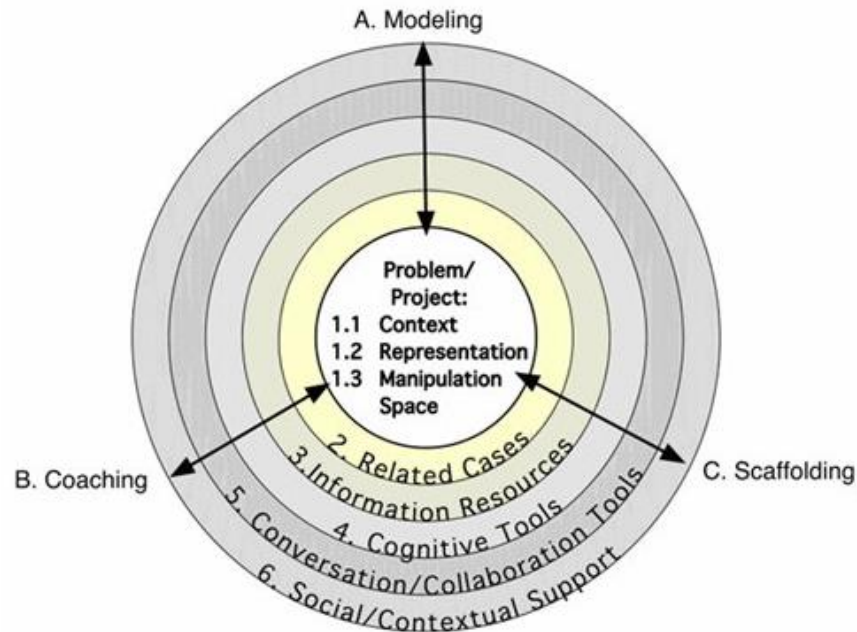 A. Modeling
Problem/
Project:
1.1 Context
1.2 Representation
1.3 Manipulation
Space
2. Related Cases
3.Information Resources
4. Cognitive Tools
5. Conversation/Collaboration Tools
6. Social/Contextual Support
B. Coaching
C. Scaffolding